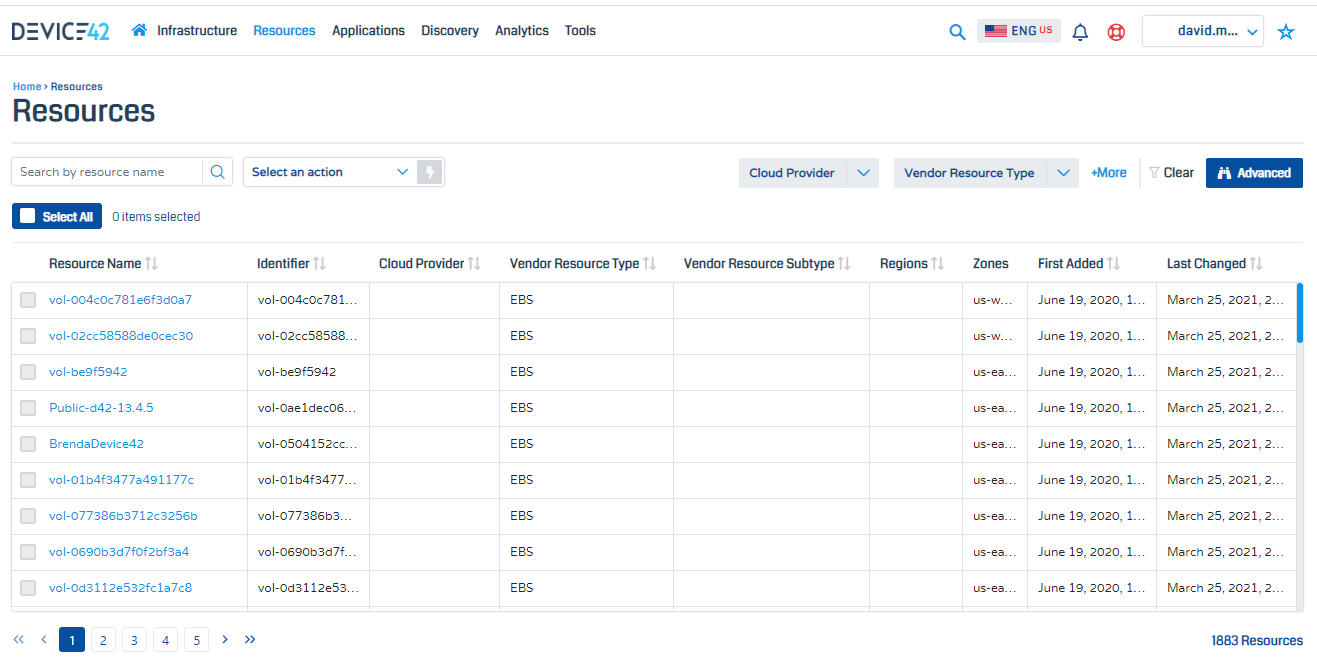 DEVICE42 Infrastructure Resources Applications Discovery Analytics Tools ENG US david.m...
Home > Resources
Resources
Search by resource name Select an action Cloud Provider Vendor Resource Type +More Clear Advanced
Select All 0 items selected
Resource Name Identifier Cloud Provider Vendor Resource Type Vendor Resource Subtype Regions Zones First Added Last Changed
vol-004c0c781e6f3d0a7 vol-004c0c781... EBS us-w... June 19, 2020, 1... March 25, 2021, 2...
vol-02cc58588de0cec30 vol-02cc58588... EBS us-w... June 19, 2020, 1... March 25, 2021, 2...
vol-be9f5942 vol-be9f5942 EBS us-ea... June 19, 2020, 1... March 25, 2021, 2...
Public-d42-13.4.5 vol-0ae1dec06... EBS us-ea... June 19, 2020, 1... March 25, 2021, 2...
BrendaDevice42 vol-0504152cc... EBS us-ea... June 19, 2020, 1... March 25, 2021, 2...
vol-01b4f3477a491177c vol-01b4f3477... EBS us-ea... June 19, 2020, 1... March 25, 2021, 2...
vol-077386b3712c3256b vol-077386b3... EBS us-ea... June 19, 2020, 1... March 25, 2021, 2...
vol-0690b3d7f0f2bf3a4 vol-0690b3d7f... EBS us-ea... June 19, 2020, 1... March 25, 2021, 2...
vol-0d3112e532fc1a7c8 vol-0d3112e53... EBS us-ea... June 19, 2020, 1... March 25, 2021, 2...
« ‹ 1 2 3 4 5 › » 1883 Resources